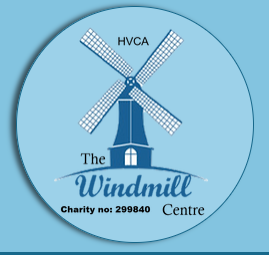 HVCA
The
Windmill
Charity no: 299840 Centre